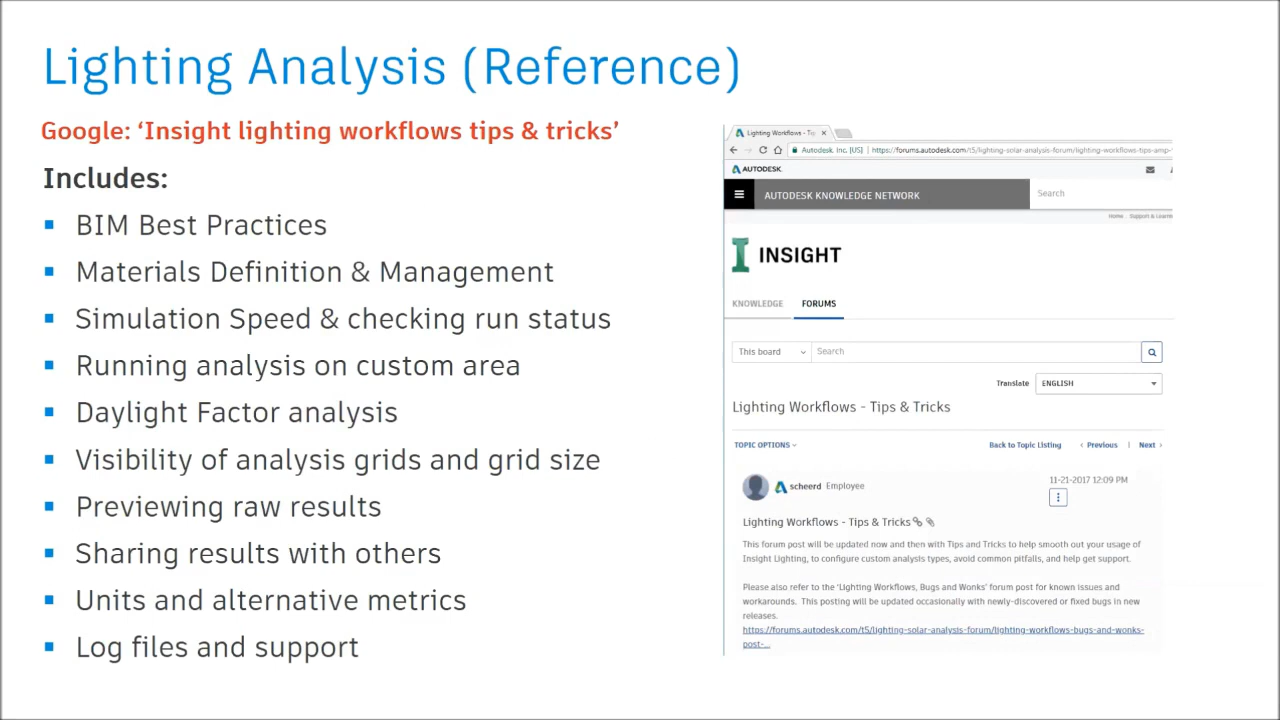 Lighting Analysis (Reference)
Google: ‘Insight lighting workflows tips & tricks’
Includes:
BIM Best Practices
Materials Definition & Management
Simulation Speed & checking run status
Running analysis on custom area
Daylight Factor analysis
Visibility of analysis grids and grid size
Previewing raw results
Sharing results with others
Units and alternative metrics
Log files and support
Lighting Workflows - Tip
Autodesk, Inc. [US] | https://forums.autodesk.com/t5/lighting-solar-analysis-forum/lighting-workflows-tips-amp-
AUTODESK.
AUTODESK KNOWLEDGE NETWORK
Search
Home Support & Learni
INSIGHT
KNOWLEDGE FORUMS
This board Search
Translate ENGLISH
Lighting Workflows - Tips & Tricks
TOPIC OPTIONS Back to Topic Listing ‹ Previous | Next ›
scheerd Employee 11-21-2017 12:09 PM
Lighting Workflows - Tips & Tricks
This forum post will be updated now and then with Tips and Tricks to help smooth out your usage of
Insight Lighting, to configure custom analysis types, avoid common pitfalls, and help get support.
Please also refer to the ‘Lighting Workflows, Bugs and Wonks’ forum post for known issues and
workarounds. This posting will be updated occasionally with newly-discovered or fixed bugs in new
releases.
https://forums.autodesk.com/t5/lighting-solar-analysis-forum/lighting-workflows-bugs-and-wonks-
post-...